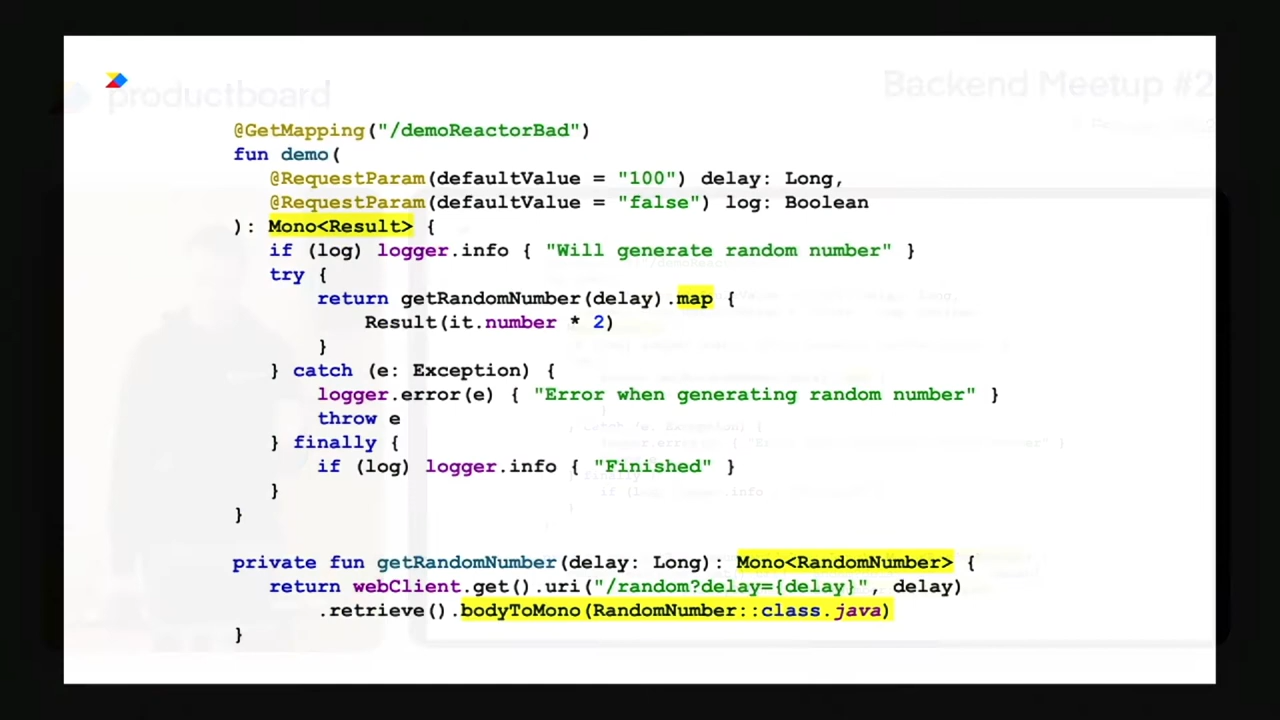 productboard
Backend Meetup #2
@GetMapping("/demoReactorBad")
fun demo(
@RequestParam(defaultValue = "100") delay: Long,
@RequestParam(defaultValue = "false") log: Boolean
): Mono<Result> {
if (log) logger.info { "Will generate random number" }
try {
return getRandomNumber(delay).map {
Result(it.number * 2)
}
} catch (e: Exception) {
logger.error(e) { "Error when generating random number" }
throw e
} finally {
if (log) logger.info { "Finished" }
}
}
private fun getRandomNumber(delay: Long): Mono<RandomNumber> {
return webClient.get().uri("/random?delay={delay}", delay)
.retrieve().bodyToMono(RandomNumber::class.java)
}